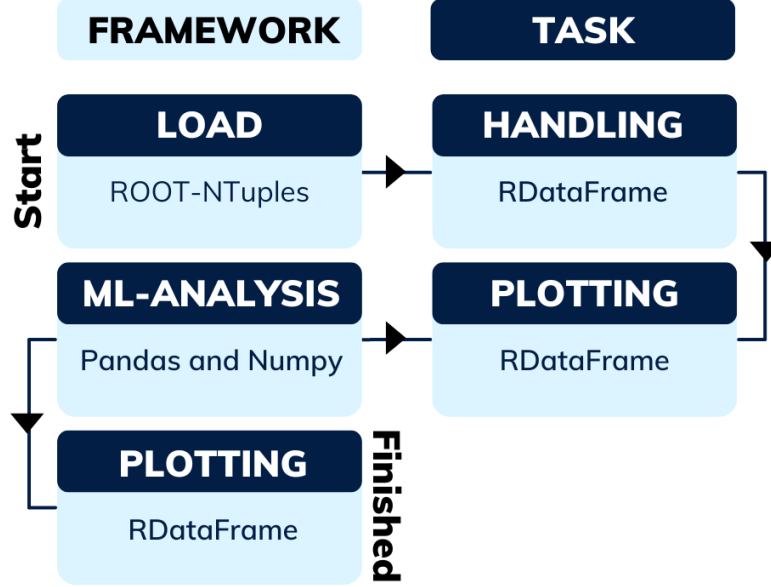 FRAMEWORK
TASK
Start
LOAD
ROOT-NTuples
HANDLING
RDataFrame
ML-ANALYSIS
Pandas and Numpy
PLOTTING
RDataFrame
PLOTTING
RDataFrame
Finished